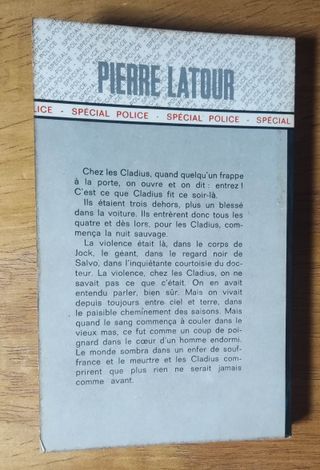 PIERRE LATOUR
LICE - SPÉCIAL POLICE - SPÉCIAL POLICE - SPÉCIAL
Chez les Cladius, quand quelqu'un frappe
à la porte, on ouvre et on dit : entrez !
C'est ce que Cladius fit ce soir-là.
Ils étaient trois dehors, plus un blessé
dans la voiture. Ils entrèrent donc tous les
quatre et dès lors, pour les Cladius, com-
mença la nuit sauvage.
La violence était là, dans le corps de
Jock, le géant, dans le regard noir de
Salvo, dans l'inquiétante courtoisie du doc-
teur. La violence, chez les Cladius, on ne
savait pas ce que c'était. On en avait
entendu parler, bien sûr. Mais on vivait
depuis toujours entre ciel et terre, dans
le paisible cheminement des saisons. Mais
quand le sang commença à couler dans le
vieux mas, ce fut comme un coup de poi-
gnard dans le cœur d'un homme endormi.
Le monde sombra dans un enfer de souf-
france et le meurtre et les Cladius com-
prirent que plus rien ne serait jamais
comme avant.